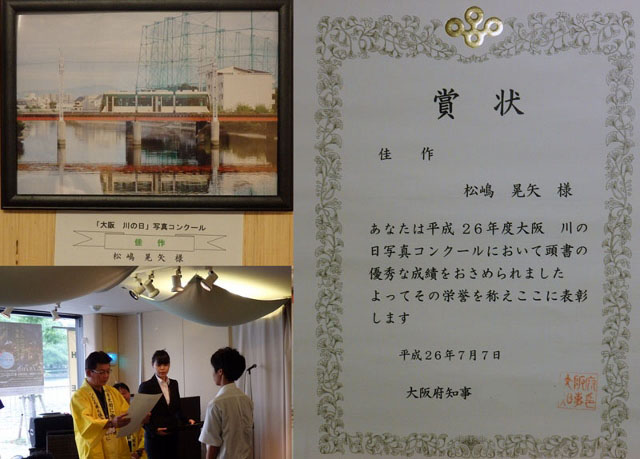 「大阪 川の日」写真コンクール
佳 作
松 嶋 晃 矢 様
賞 状
佳 作
松嶋 晃矢 様
あなたは平成２６年度大阪 川の
日写真コンクールにおいて頭書の
優秀な成績をおさめられました
よってその栄誉を称えここに表彰
します
平成２６年７月７日
大阪府知事